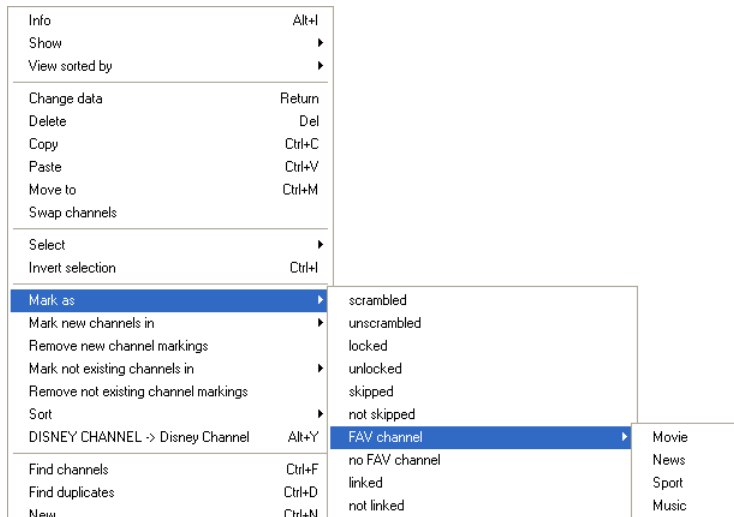 Info Alt+I
Show
View sorted by
Change data Return
Delete Del
Copy Ctrl+C
Paste Ctrl+V
Move to Ctrl+M
Swap channels
Select
Invert selection Ctrl+I
Mark as
Mark new channels in
Remove new channel markings
Mark not existing channels in
Remove not existing channel markings
Sort
DISNEY CHANNEL -> Disney Channel Alt+Y
Find channels Ctrl+F
Find duplicates Ctrl+D
New Ctrl+N
scrambled
unscrambled
locked
unlocked
skipped
not skipped
FAV channel
no FAV channel
linked
not linked
Movie
News
Sport
Music